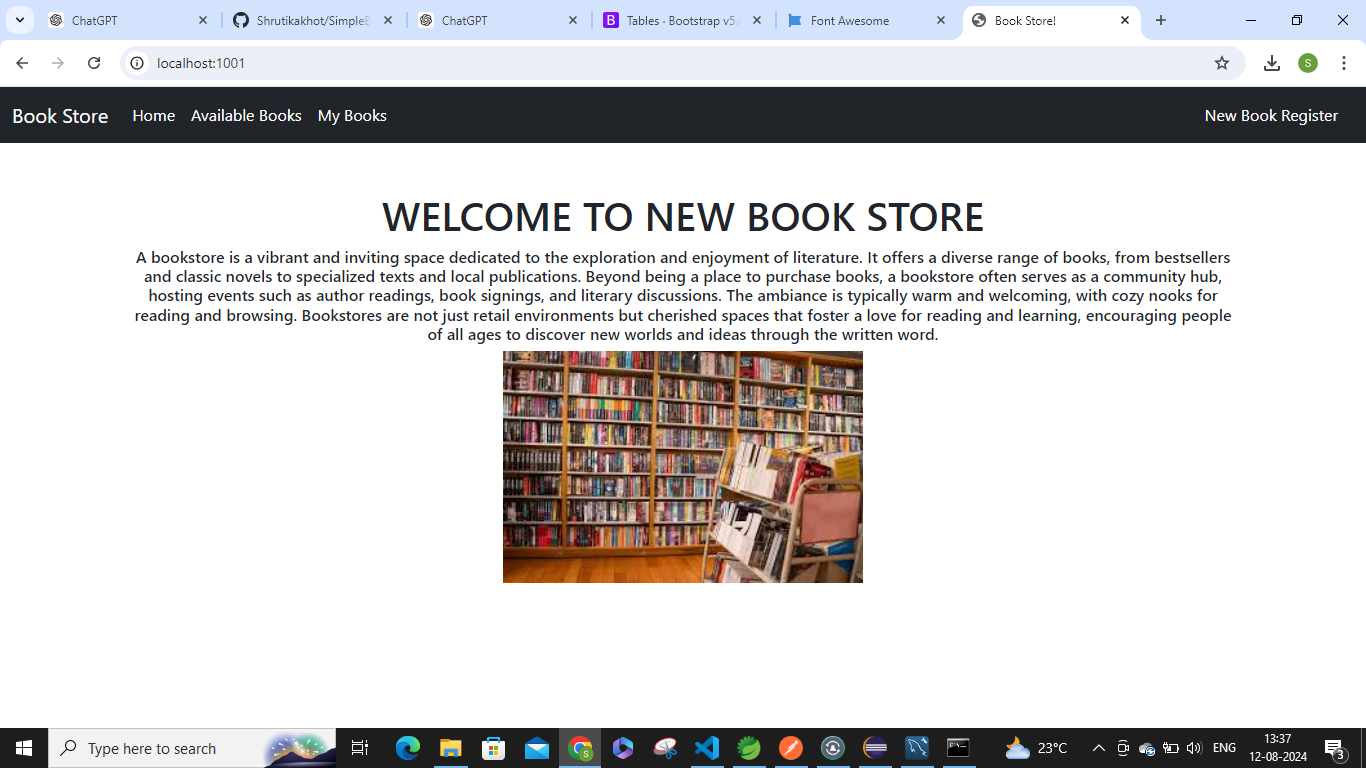 ChatGPT
Shrutikakhot/SimpleB
ChatGPT
Tables · Bootstrap v5.
Font Awesome
Book Store!
localhost:1001
S
Book Store
Home
Available Books
My Books
New Book Register
WELCOME TO NEW BOOK STORE
A bookstore is a vibrant and inviting space dedicated to the exploration and enjoyment of literature. It offers a diverse range of books, from bestsellers
and classic novels to specialized texts and local publications. Beyond being a place to purchase books, a bookstore often serves as a community hub,
hosting events such as author readings, book signings, and literary discussions. The ambiance is typically warm and welcoming, with cozy nooks for
reading and browsing. Bookstores are not just retail environments but cherished spaces that foster a love for reading and learning, encouraging people
of all ages to discover new worlds and ideas through the written word.
Type here to search
S
23°C
ENG
13:37
12-08-2024
3